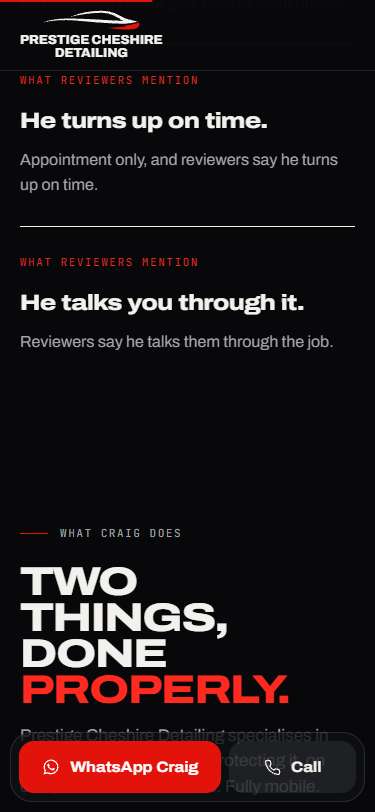 PRESTIGE CHESHIRE
DETAILING
WHAT REVIEWERS MENTION
He turns up on time.
Appointment only, and reviewers say he turns
up on time.
WHAT REVIEWERS MENTION
He talks you through it.
Reviewers say he talks them through the job.
WHAT CRAIG DOES
TWO
THINGS,
DONE
PROPERLY.
Prestige Cheshire Detailing specialises in
WhatsApp Craig
Call
Fully mobile.